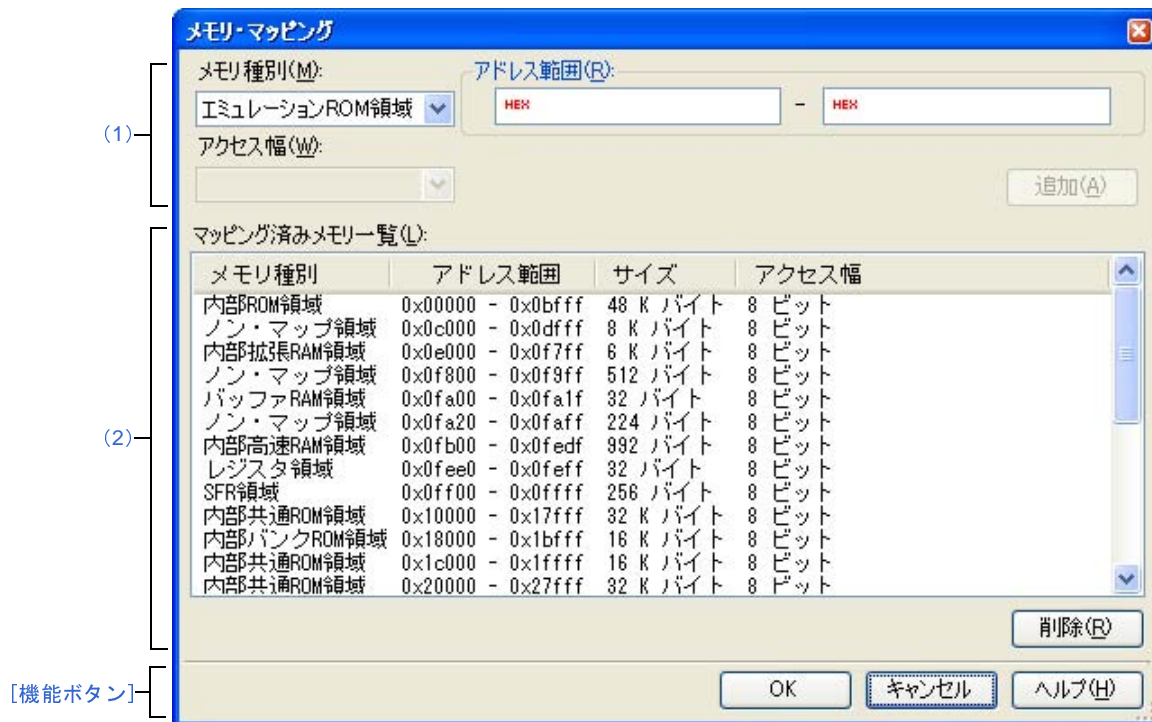 メモリ・マッピング
メモリ種別(M):
アドレス範囲(R):
エミュレーションROM領域
HEX - HEX
(1)
アクセス幅(W):
追加(A)
マッピング済みメモリ一覧(L):
メモリ種別 アドレス範囲 サイズ アクセス幅
内部ROM領域 0x00000 - 0x0bfff 48 K バイト 8 ビット
ノン・マップ領域 0x0c000 - 0x0dfff 8 K バイト 8 ビット
内部拡張RAM領域 0x0e000 - 0x0f7ff 6 K バイト 8 ビット
ノン・マップ領域 0x0f800 - 0x0f9ff 512 バイト 8 ビット
バッファRAM領域 0x0fa00 - 0x0fa1f 32 バイト 8 ビット
ノン・マップ領域 0x0fa20 - 0x0faff 224 バイト 8 ビット
(2)
内部高速RAM領域 0x0fb00 - 0x0fedf 992 バイト 8 ビット
レジスタ領域 0x0fee0 - 0x0feff 32 バイト 8 ビット
SFR領域 0x0ff00 - 0x0ffff 256 バイト 8 ビット
内部共通ROM領域 0x10000 - 0x17fff 32 K バイト 8 ビット
内部バンクROM領域 0x18000 - 0x1bfff 16 K バイト 8 ビット
内部共通ROM領域 0x1c000 - 0x1ffff 16 K バイト 8 ビット
内部共通ROM領域 0x20000 - 0x27fff 32 K バイト 8 ビット
削除(R)
[機能ボタン]
OK キャンセル ヘルプ(H)